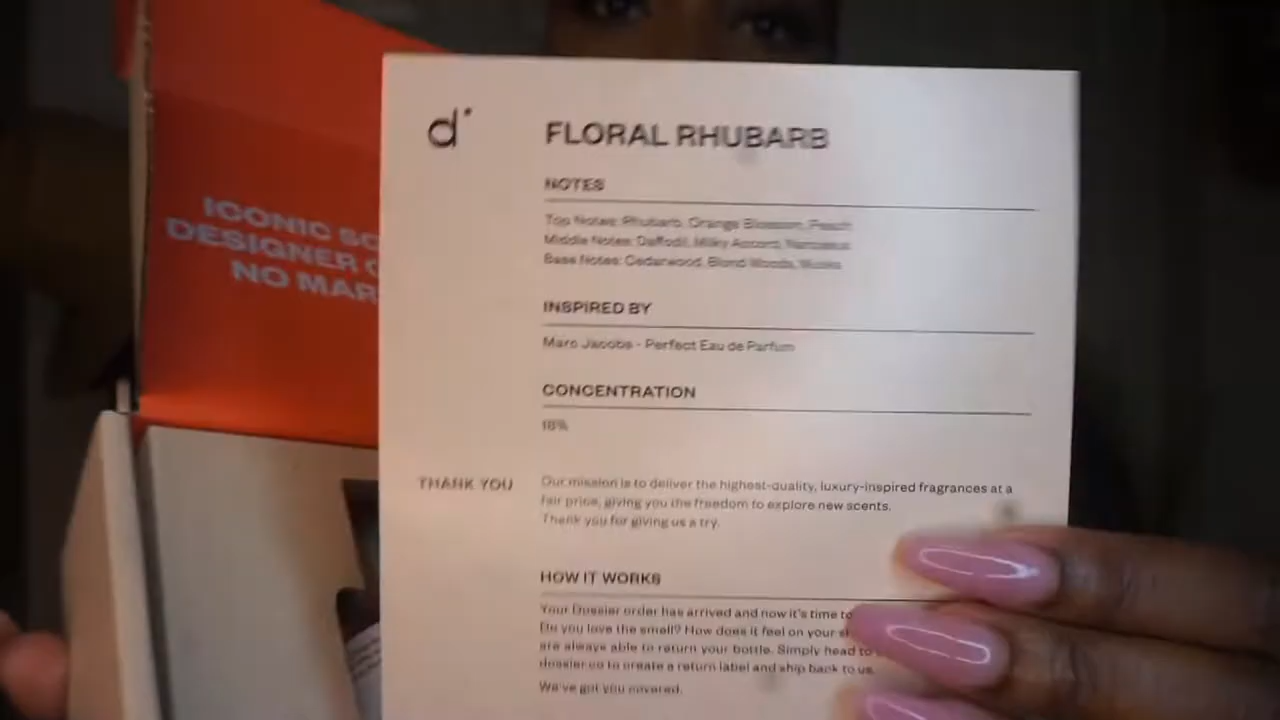 ICONIC SC
DESIGNER
NO MAR
d'
FLORAL RHUBARB
NOTES
Top Notes: Rhubarb, Orange Blossom, Peach
Middle Notes: Daffodil, Milky Accord, Narcissus
Base Notes: Cedarwood, Blond Woods, Musks
INSPIRED BY
Marc Jacobs - Perfect Eau de Parfum
CONCENTRATION
18%
THANK YOU
Our mission is to deliver the highest-quality, luxury-inspired fragrances at a
fair price, giving you the freedom to explore new scents.
Thank you for giving us a try.
HOW IT WORKS
Your Dossier order has arrived and now it's time to
Do you love the smell? How does it feel on your sk
are always able to return your bottle. Simply head to
dossier.co to create a return label and ship back to us.
We've got you covered.